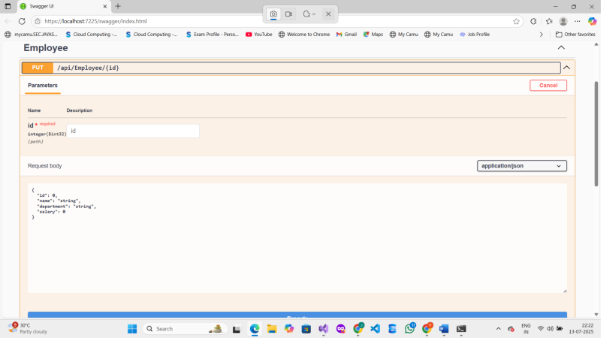 Swagger UI
https://localhost:7225/swagger/index.html
mycamu.SEC.JAVAS...
Cloud Computing -...
Cloud Computing -...
Exam Profile - Perso...
YouTube
Welcome to Chrome
Gmail
Maps
My Camu
My Camu
Job Profile
Other favorites
Employee
PUT /api/Employee/{id}
Parameters
Cancel
Name Description
id * required
integer($int32)
(path)
id
Request body
application/json
{
"id": 0,
"name": "string",
"department": "string",
"salary": 0
}
30°C
Partly cloudy
Search
ENG
IN
22:22
13-07-2025